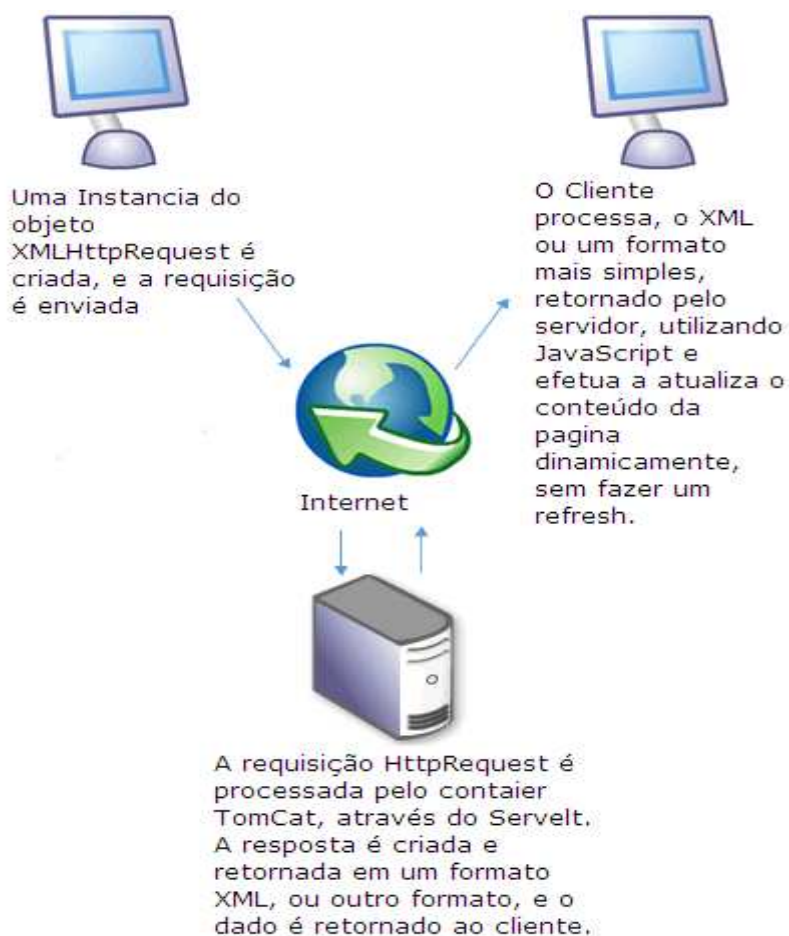 Uma Instancia do
objeto
XMLHttpRequest é
criada, e a requisição
é enviada
O Cliente
processa, o XML
ou um formato
mais simples,
retornado pelo
servidor, utilizando
JavaScript e
efetua a atualiza o
conteúdo da
pagina
dinamicamente,
sem fazer um
refresh.
Internet
A requisição HttpRequest é
processada pelo contaier
TomCat, através do Servelt.
A resposta é criada e
retornada em um formato
XML, ou outro formato, e o
dado é retornado ao cliente.